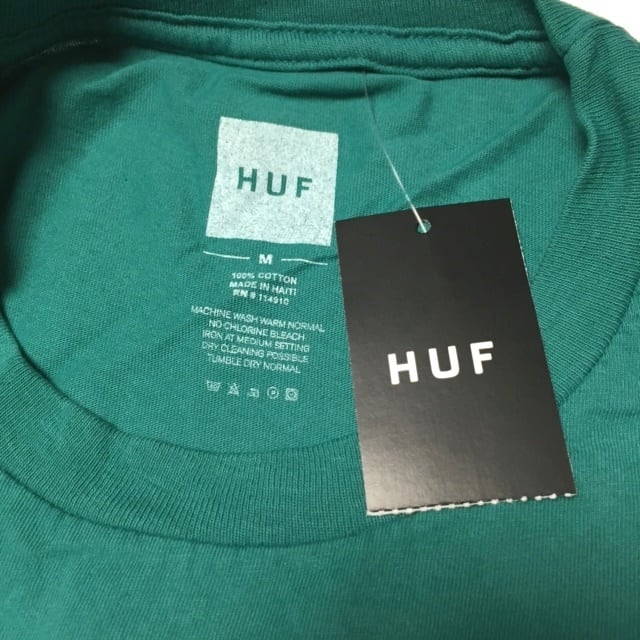 HUF
M
100% COTTON
MADE IN HAITI
RN # 114910
MACHINE WASH WARM NORMAL
NO CHLORINE BLEACH
IRON AT MEDIUM SETTING
DRY CLEANING POSSIBLE
TUMBLE DRY NORMAL
HUF